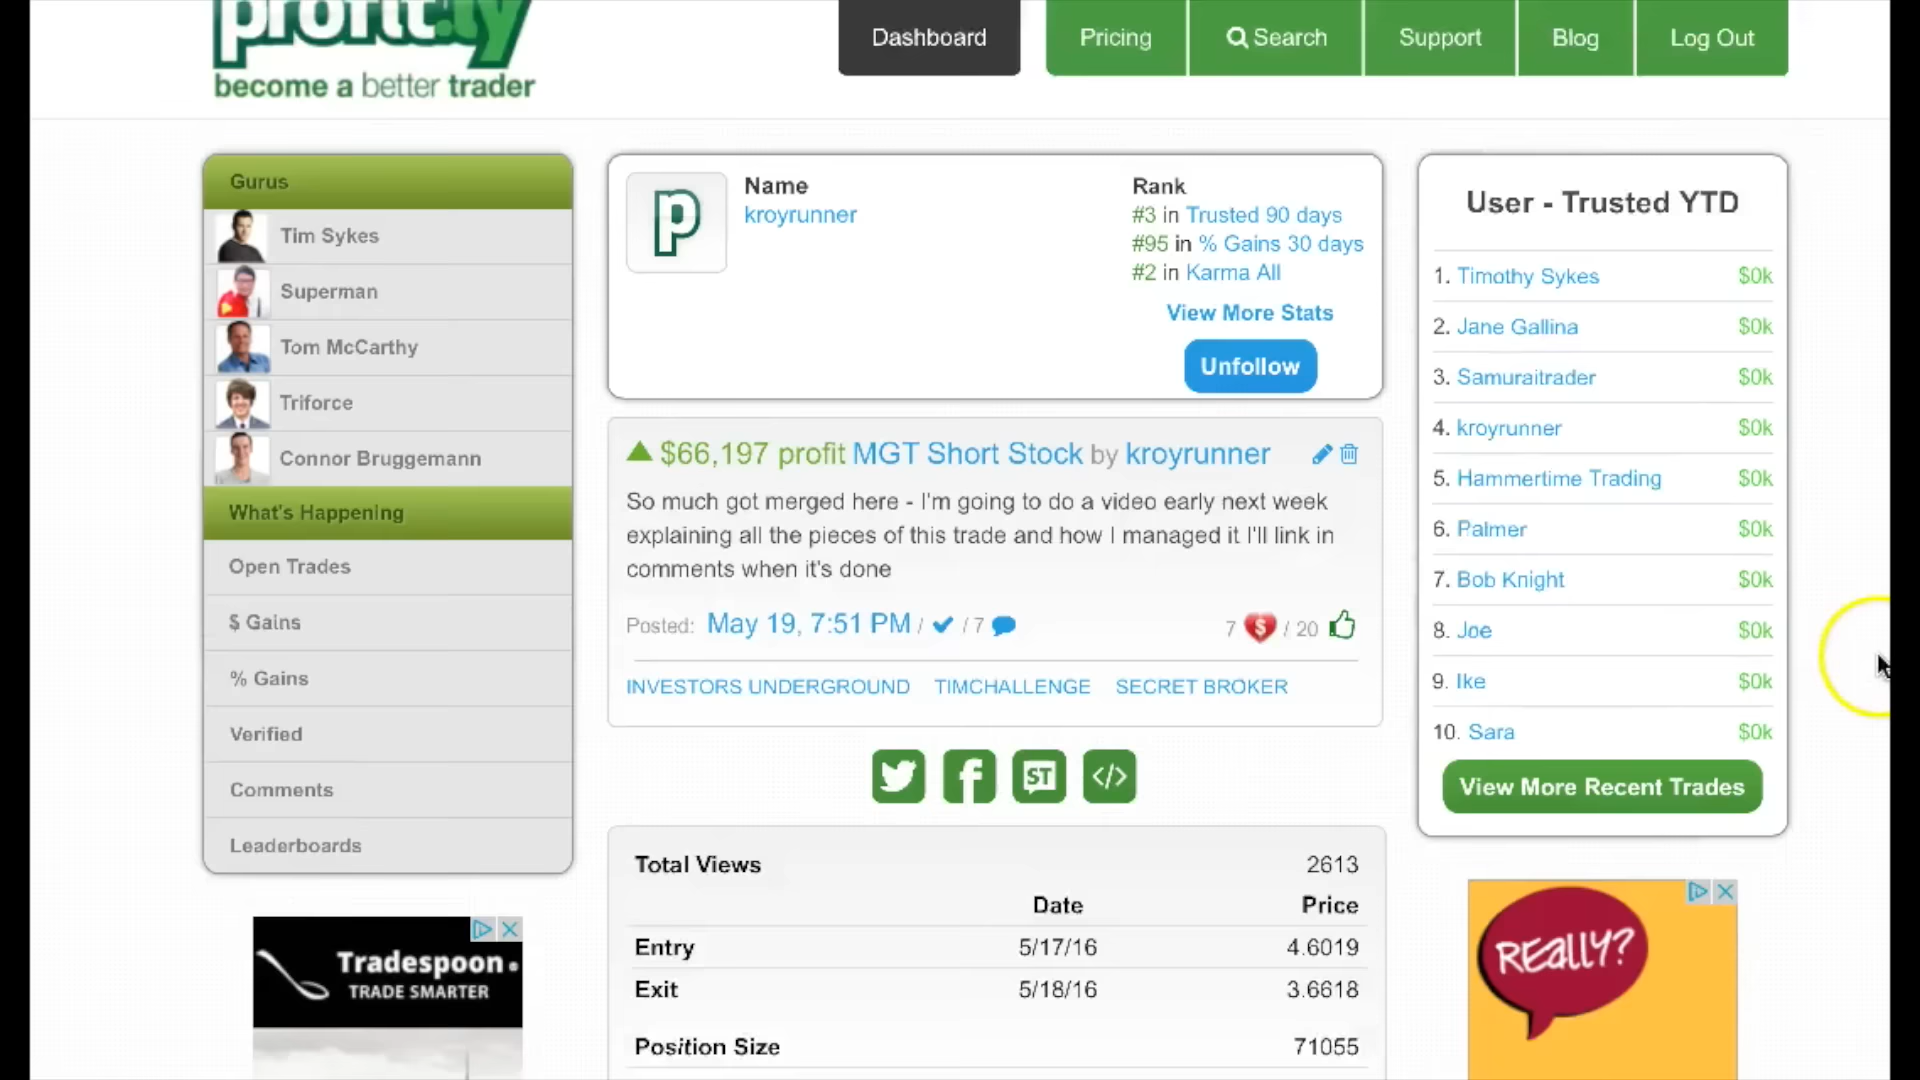 profit.ly
become a better trader
Dashboard
Pricing
Search
Support
Blog
Log Out
Gurus
Tim Sykes
Superman
Tom McCarthy
Triforce
Connor Bruggemann
What's Happening
Open Trades
$ Gains
% Gains
Verified
Comments
Leaderboards
Tradespoon
TRADE SMARTER
p
Name
kroyrunner
Rank
#3 in Trusted 90 days
#95 in % Gains 30 days
#2 in Karma All
View More Stats
Unfollow
$66,197 profit MGT Short Stock by kroyrunner
So much got merged here - I'm going to do a video early next week
explaining all the pieces of this trade and how I managed it I'll link in
comments when it's done
Posted: May 19, 7:51 PM / / 7
7 $ / 20
INVESTORS UNDERGROUND TIMCHALLENGE SECRET BROKER
f
ST
</>
Total Views 2613
Date Price
Entry 5/17/16 4.6019
Exit 5/18/16 3.6618
Position Size 71055
User - Trusted YTD
1. Timothy Sykes $0k
2. Jane Gallina $0k
3. Samuraitrader $0k
4. kroyrunner $0k
5. Hammertime Trading $0k
6. Palmer $0k
7. Bob Knight $0k
8. Joe $0k
9. Ike $0k
10. Sara $0k
View More Recent Trades
REALLY?